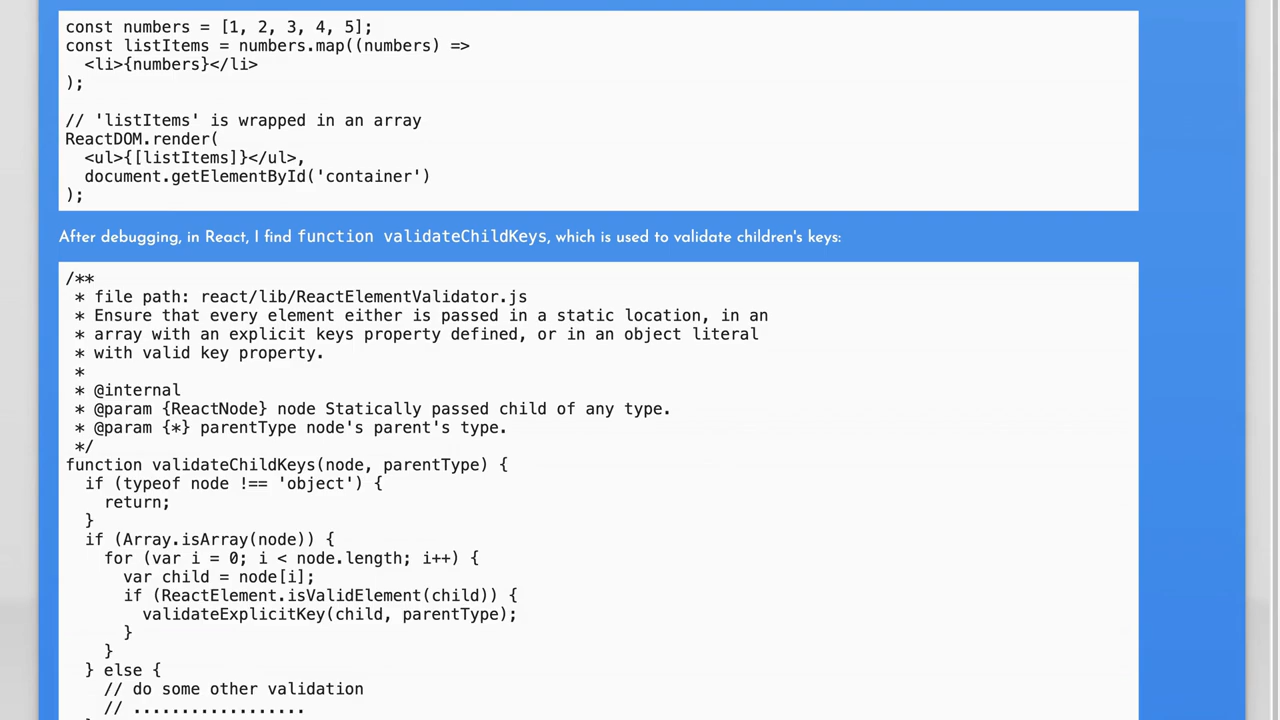 const numbers = [1, 2, 3, 4, 5];
const listItems = numbers.map((numbers) =>
  <li>{numbers}</li>
);

// 'listItems' is wrapped in an array
ReactDOM.render(
  <ul>{[listItems]}</ul>,
  document.getElementById('container')
);
After debugging, in React, I find function validateChildKeys, which is used to validate children's keys:
/**
 * file path: react/lib/ReactElementValidator.js
 * Ensure that every element either is passed in a static location, in an
 * array with an explicit keys property defined, or in an object literal
 * with valid key property.
 *
 * @internal
 * @param {ReactNode} node Statically passed child of any type.
 * @param {*} parentType node's parent's type.
 */
function validateChildKeys(node, parentType) {
  if (typeof node !== 'object') {
    return;
  }
  if (Array.isArray(node)) {
    for (var i = 0; i < node.length; i++) {
      var child = node[i];
      if (ReactElement.isValidElement(child)) {
        validateExplicitKey(child, parentType);
      }
    }
  } else {
    // do some other validation
    // ..................